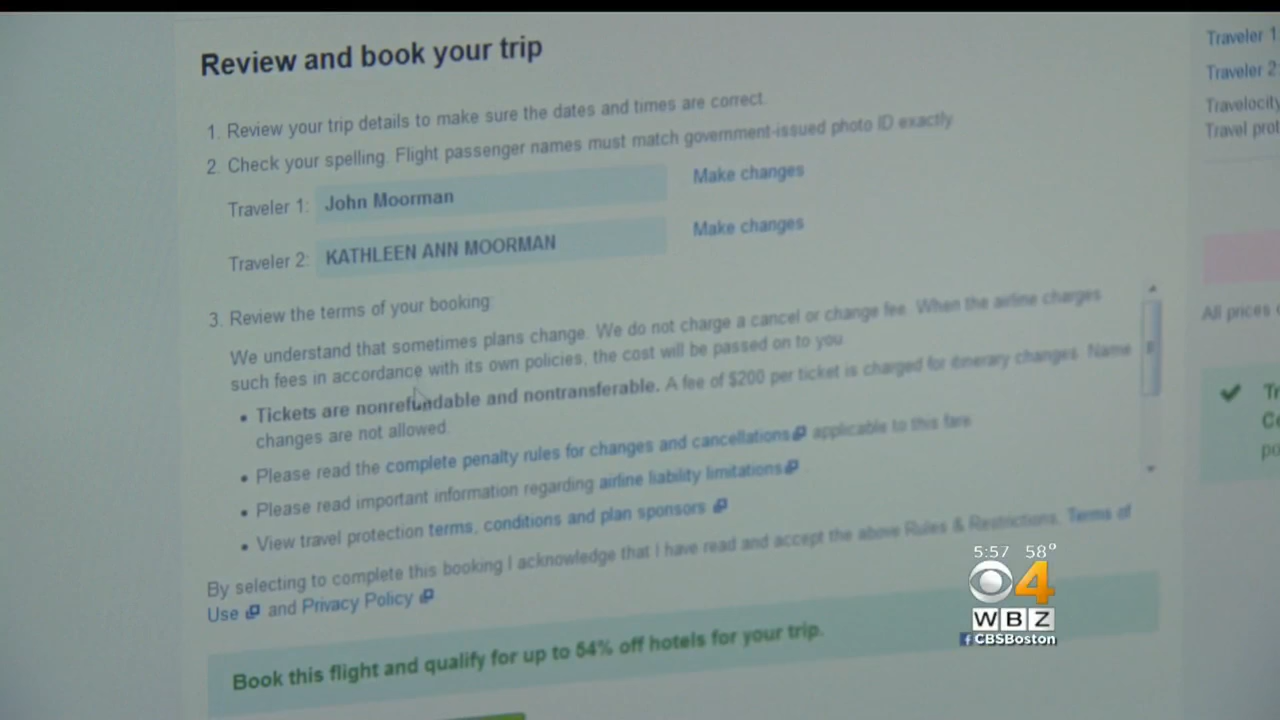 Review and book your trip
1. Review your trip details to make sure the dates and times are correct.
2. Check your spelling. Flight passenger names must match government-issued photo ID exactly
Traveler 1: John Moorman Make changes
Traveler 2: KATHLEEN ANN MOORMAN Make changes
3. Review the terms of your booking:
We understand that sometimes plans change. We do not charge a cancel or change fee. When the airline charges
such fees in accordance with its own policies, the cost will be passed on to you
• Tickets are nonrefundable and nontransferable. A fee of $200 per ticket is charged for itinerary changes. Name
changes are not allowed.
• Please read the complete penalty rules for changes and cancellations applicable to this fare
• Please read important information regarding airline liability limitations
• View travel protection terms, conditions and plan sponsors
By selecting to complete this booking I acknowledge that I have read and accept the above Rules & Restrictions, Terms of
Use and Privacy Policy
Book this flight and qualify for up to 54% off hotels for your trip.
Traveler 1
Traveler 2
Travelocity
Travel
All prices
5:57 58°
4
WBZ
f CBSBoston